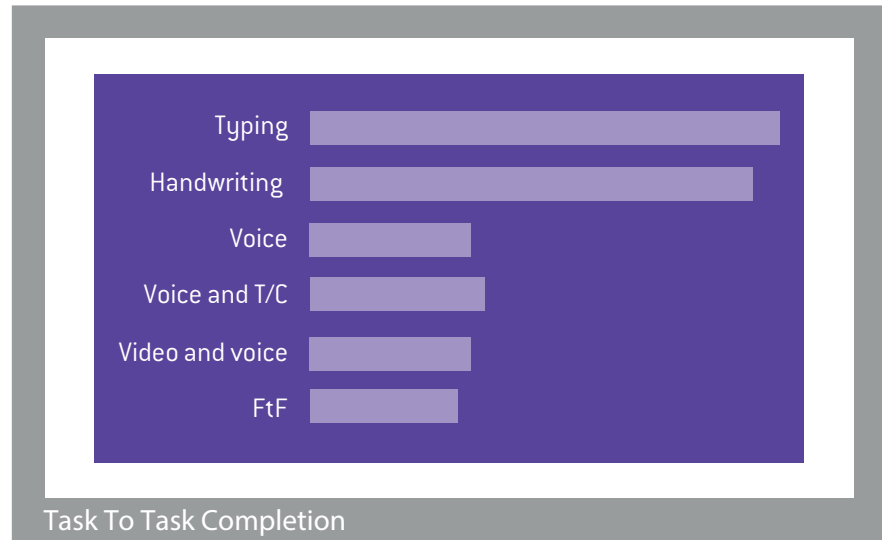 Typing
Handwriting
Voice
Voice and T/C
Video and voice
FtF
Task To Task Completion